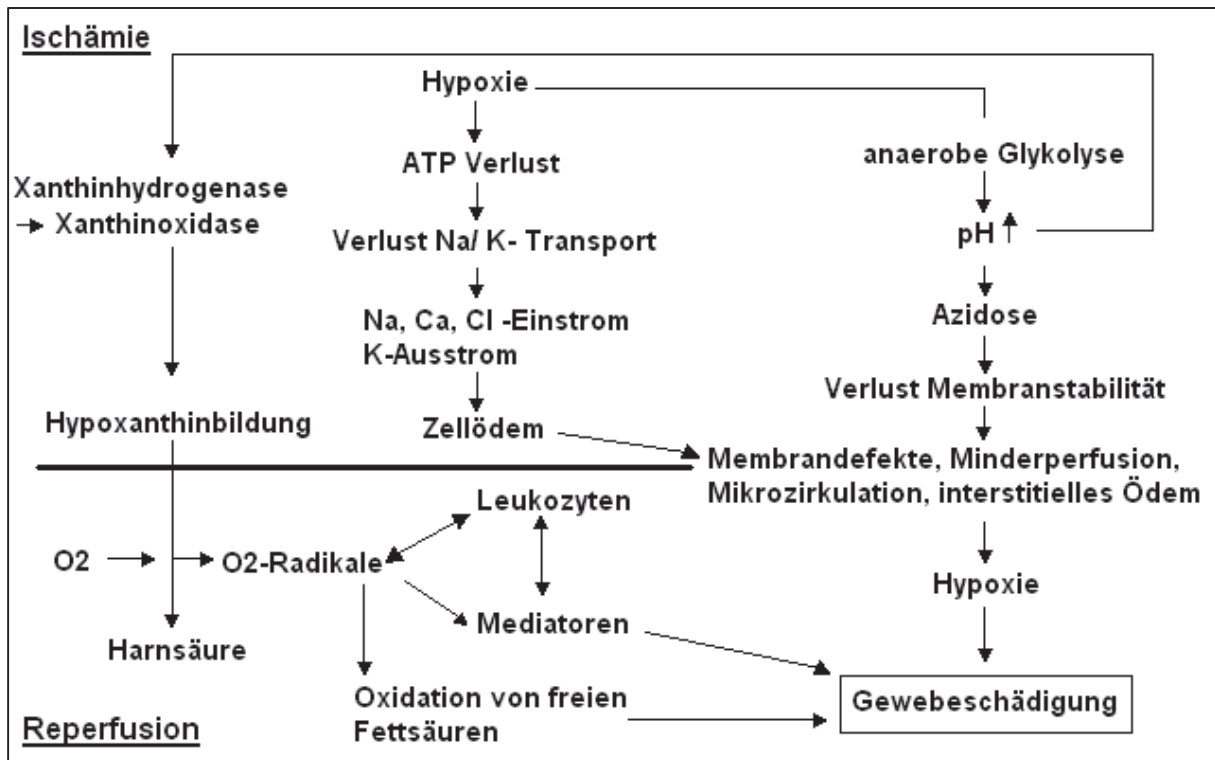 Ischämie
Hypoxie
ATP Verlust
anaerobe Glykolyse
Xanthinhydrogenase
Xanthinoxidase
Verlust Na/ K- Transport
pH
Na, Ca, Cl -Einstrom
K-Ausstrom
Azidose
Verlust Membranstabilität
Hypoxanthinbildung
Zellödem
Membrandefekte, Minderperfusion,
Mikrozirkulation, interstitielles Ödem
Leukozyten
O2
O2-Radikale
Hypoxie
Mediatoren
Harnsäure
Oxidation von freien
Fettsäuren
Gewebeschädigung
Reperfusion